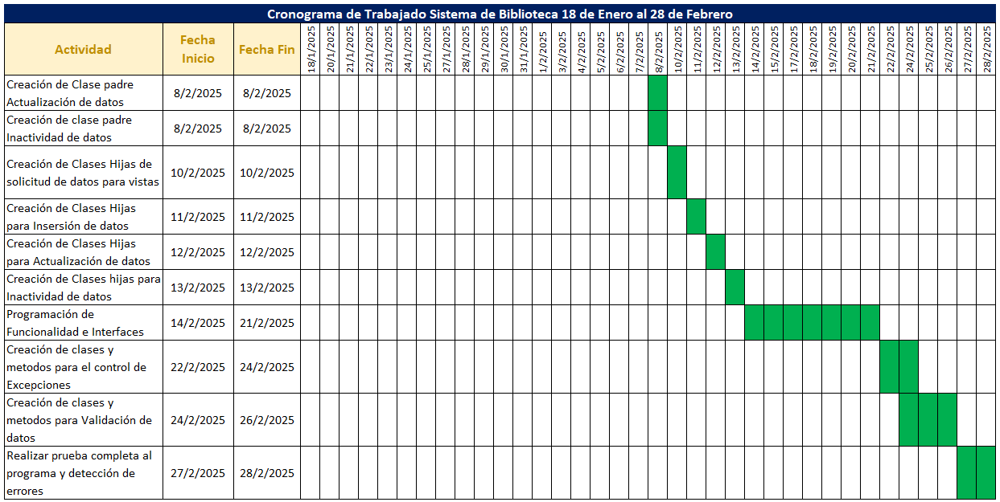 Cronograma de Trabajado Sistema de Biblioteca 18 de Enero al 28 de Febrero
Actividad
Fecha
Inicio
Fecha Fin
18/1/2025
20/1/2025
21/1/2025
22/1/2025
23/1/2025
24/1/2025
25/1/2025
27/1/2025
28/1/2025
29/1/2025
30/1/2025
31/1/2025
1/2/2025
3/2/2025
4/2/2025
5/2/2025
6/2/2025
7/2/2025
8/2/2025
10/2/2025
11/2/2025
12/2/2025
13/2/2025
14/2/2025
15/2/2025
17/2/2025
18/2/2025
19/2/2025
20/2/2025
21/2/2025
22/2/2025
24/2/2025
25/2/2025
26/2/2025
27/2/2025
28/2/2025
Creación de Clase padre
Actualización de datos
8/2/2025
8/2/2025
Creación de clase padre
Inactividad de datos
8/2/2025
8/2/2025
Creación de Clases Hijas de
solicitud de datos para vistas
10/2/2025
10/2/2025
Creación de Clases Hijas
para Insersión de datos
11/2/2025
11/2/2025
Creación de Clases Hijas
para Actualización de datos
12/2/2025
12/2/2025
Creación de Clases hijas para
Inactividad de datos
13/2/2025
13/2/2025
Programación de
Funcionalidad e Interfaces
14/2/2025
21/2/2025
Creación de clases y
metodos para el control de
Excepciones
22/2/2025
24/2/2025
Creación de clases y
metodos para Validación de
datos
24/2/2025
26/2/2025
Realizar prueba completa al
programa y detección de
errores
27/2/2025
28/2/2025